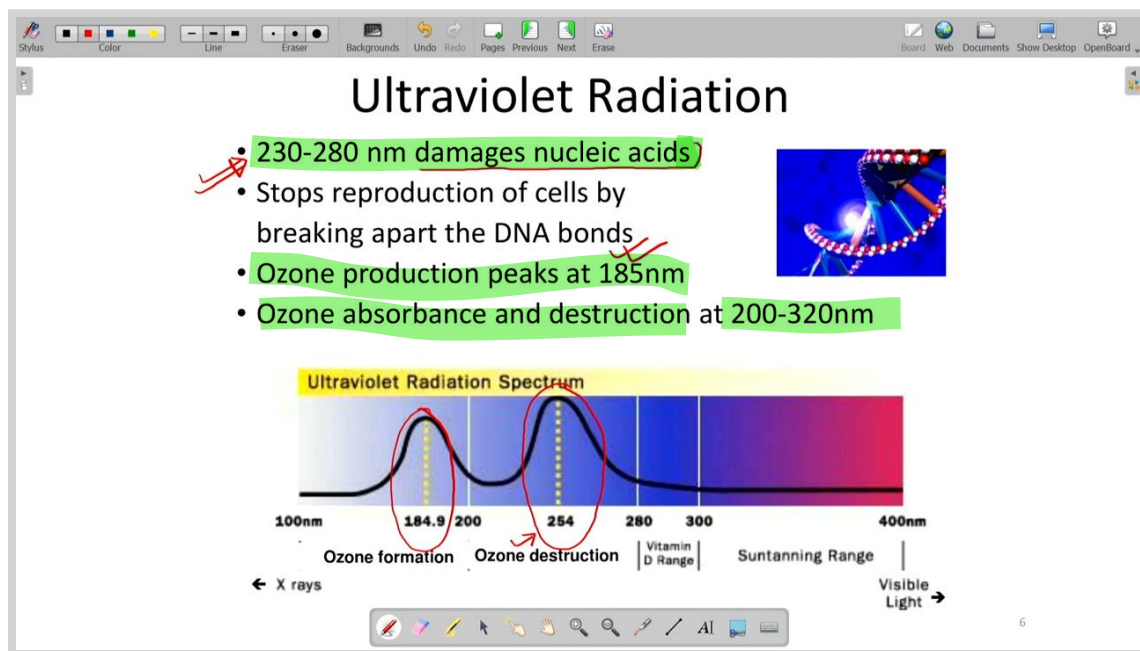 Stylus
Color
Line
Eraser
Backgrounds
Undo
Redo
Pages
Previous
Next
Erase
Board
Web
Documents
Show Desktop
OpenBoard
Ultraviolet Radiation
• 230-280 nm damages nucleic acids
• Stops reproduction of cells by
breaking apart the DNA bonds
• Ozone production peaks at 185nm
• Ozone absorbance and destruction at 200-320nm
Ultraviolet Radiation Spectrum
100nm 184.9 200 254 280 300 400nm
Ozone formation Ozone destruction Vitamin D Range Suntanning Range
← X rays Visible Light →
AI
6